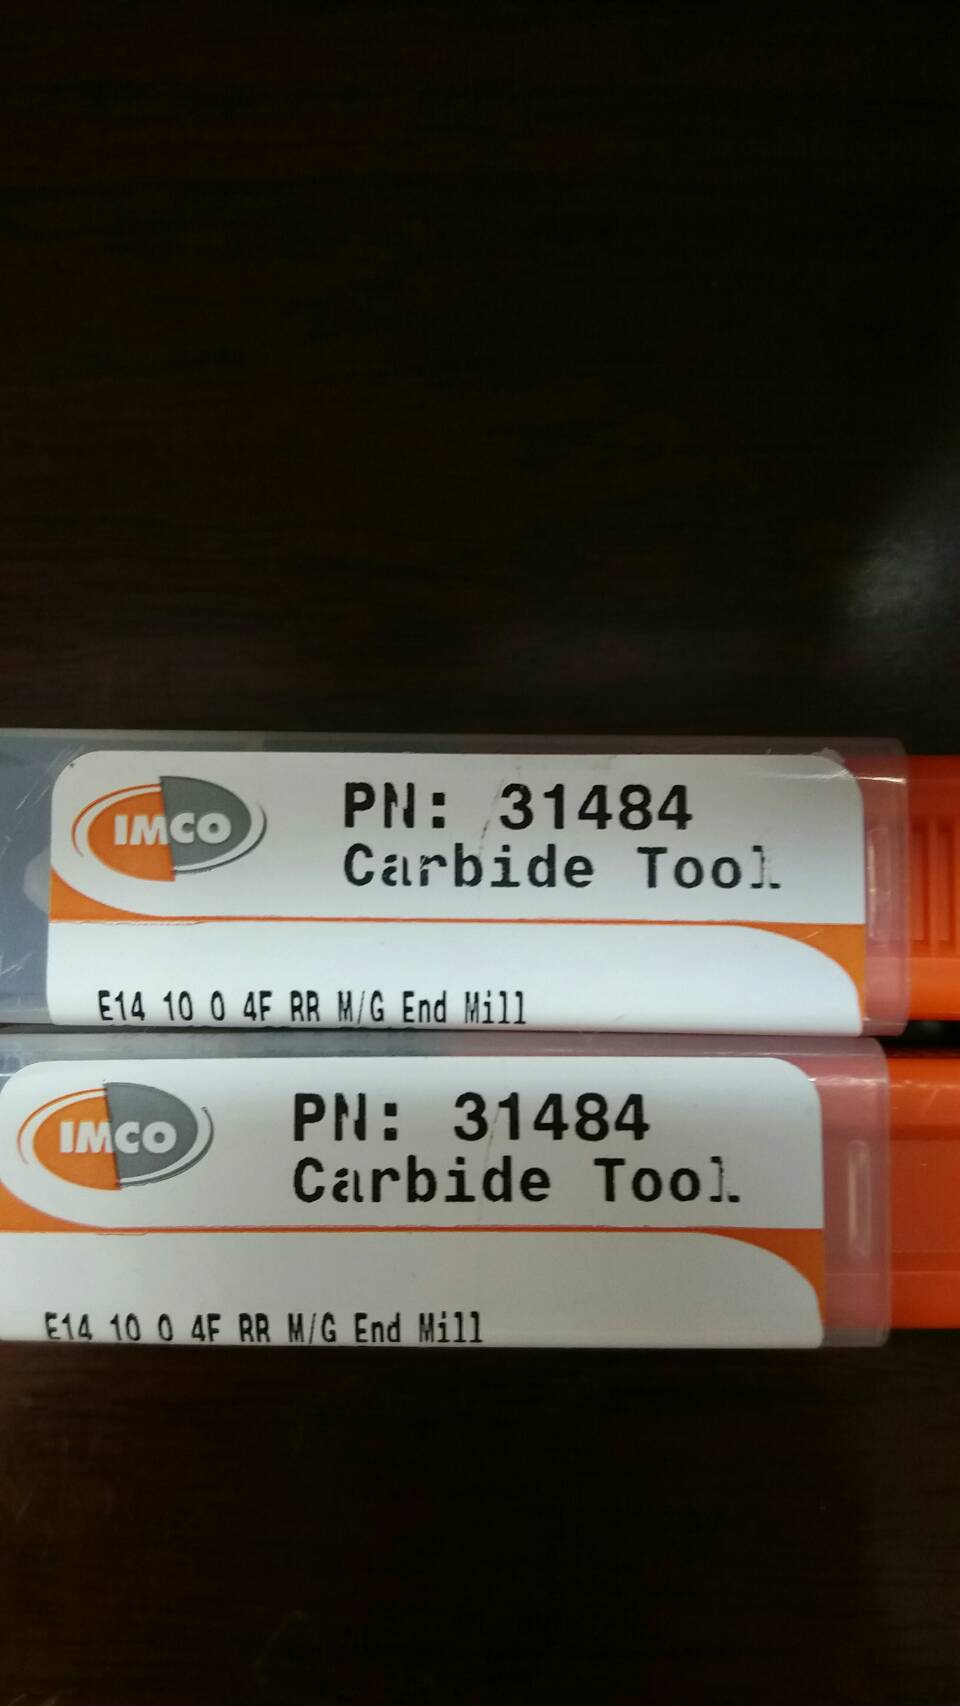 IMCO
PN: 31484
Carbide Tool
E14 10 0 4F RR M/G End Mill
IMCO
PN: 31484
Carbide Tool
E14 10 0 4F RR M/G End Mill